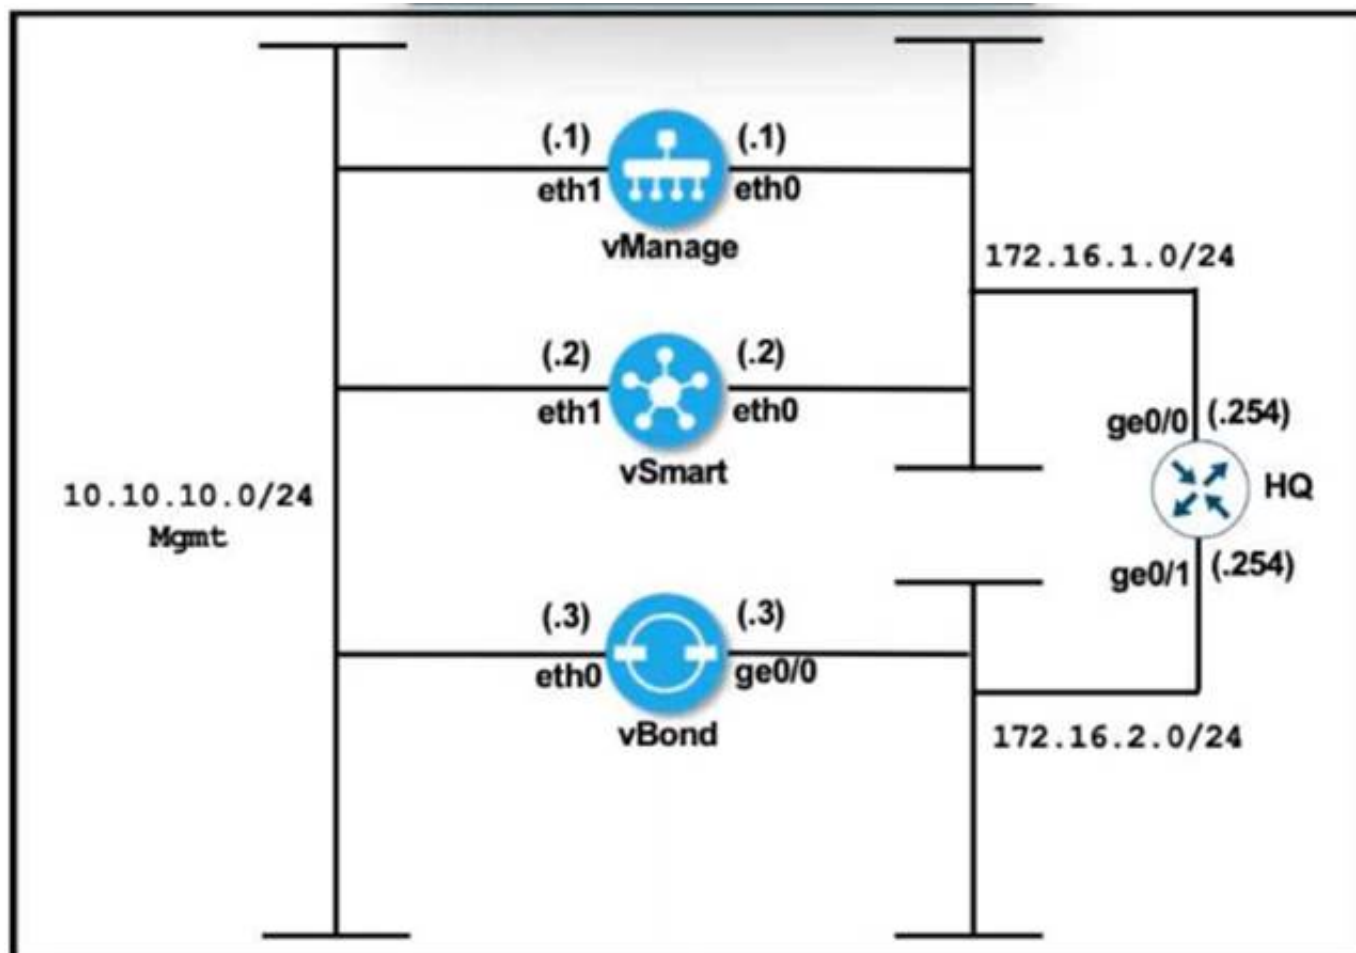 (.1)
(.1)
eth1
eth0
vManage
172.16.1.0/24
(.2)
(.2)
eth1
eth0
vSmart
ge0/0
(.254)
HQ
10.10.10.0/24
Mgmt
ge0/1
(.254)
(.3)
(.3)
eth0
ge0/0
vBond
172.16.2.0/24